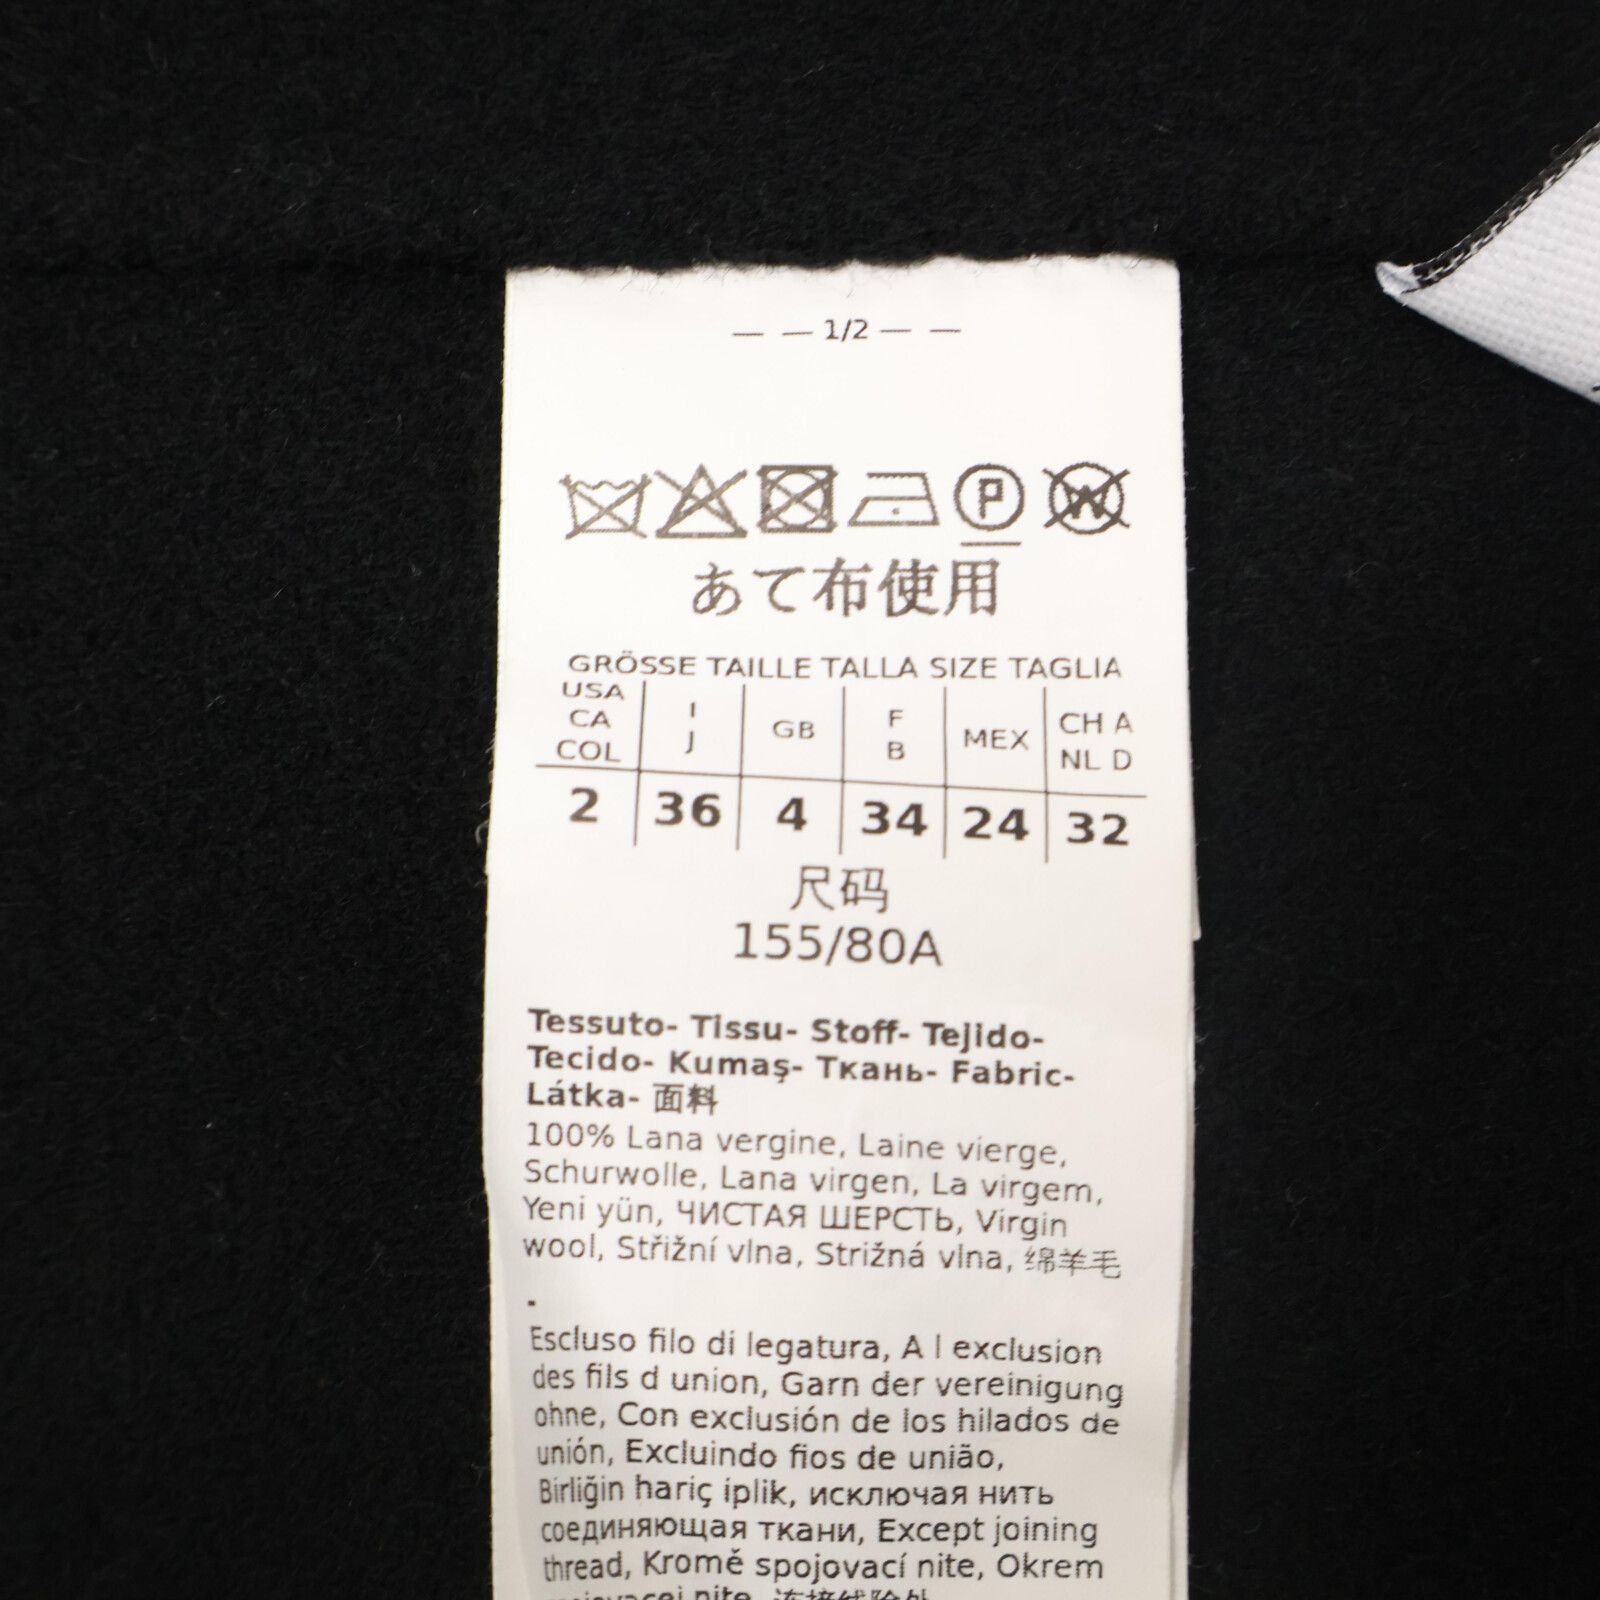 — — 1/2 — —
P W
あて布使用
GRÖSSE TAILLE TALLA SIZE TAGLIA
USA CA COL I J GB F B MEX CH A NL D
2 36 4 34 24 32
尺码
155/80A
Tessuto- Tissu- Stoff- Tejido-
Tecido- Kumaş- Ткань- Fabric-
Látka- 面料
100% Lana vergine, Laine vierge,
Schurwolle, Lana virgen, La virgem,
Yeni yün, ЧИСТАЯ ШЕРСТЬ, Virgin
wool, Střižní vlna, Strižná vlna, 绵羊毛
-
Escluso filo di legatura, A l exclusion
des fils d union, Garn der vereinigung
ohne, Con exclusión de los hilados de
unión, Excluindo fios de união,
Birliğin hariç iplik, исключая нить
соединяющая ткани, Except joining
thread, Kromě spojovací nite, Okrem
nite,